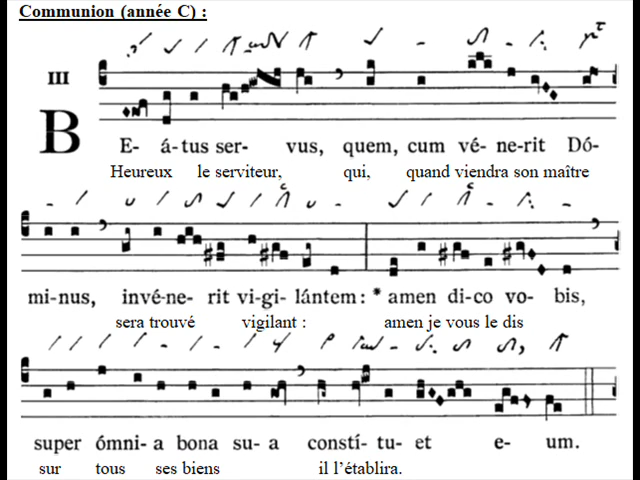 Communion (année C) :
III
BE- á-tus ser- vus, quem, cum vé-ne-rit Dó-
Heureux le serviteur, qui, quand viendra son maître
mi-nus, invé-ne-rit vi-gi-lántem: * amen di-co vo-bis,
sera trouvé vigilant : amen je vous le dis
super ómni-a bona su-a constí-tu-et e-um.
sur tous ses biens il l'établira.